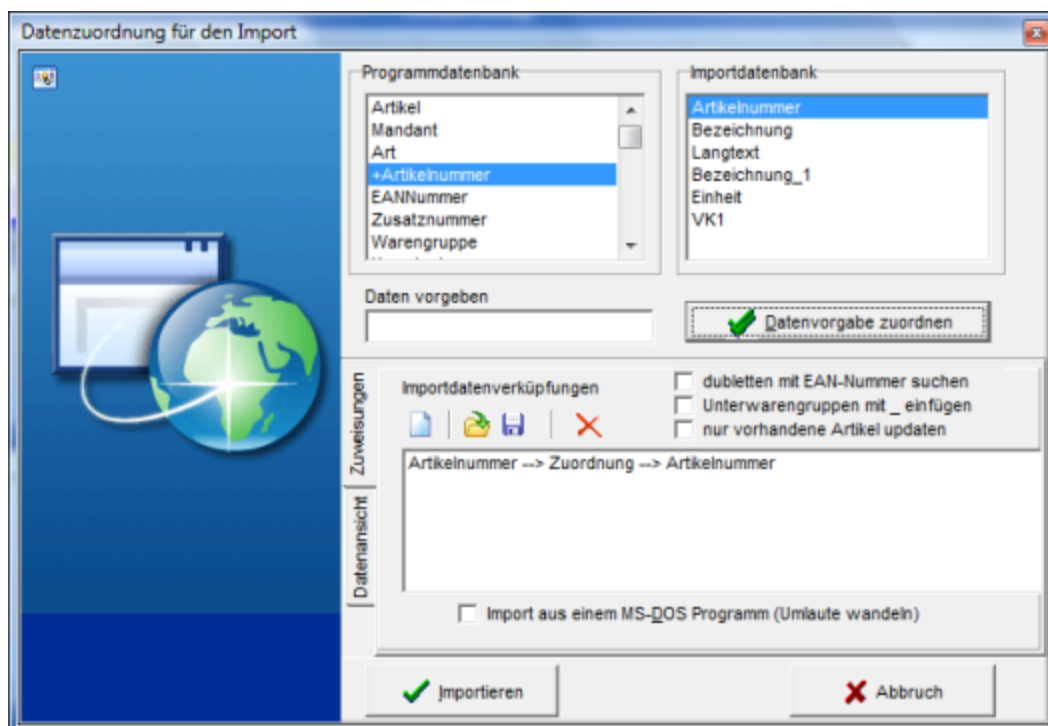 Datenzuordnung für den Import
Programmdatenbank
Artikel
Mandant
Art
+Artikelnummer
EANNummer
Zusatznummer
Warengruppe
Importdatenbank
Artikelnummer
Bezeichnung
Langtext
Bezeichnung_1
Einheit
VK1
Daten vorgeben
Datenvorgabe zuordnen
Zuweisungen
Datenansicht
Importdatenverküpfungen
dubletten mit EAN-Nummer suchen
Unterwarengruppen mit _ einfügen
nur vorhandene Artikel updaten
Artikelnummer --> Zuordnung --> Artikelnummer
Import aus einem MS-DOS Programm (Umlaute wandeln)
Importieren
Abbruch